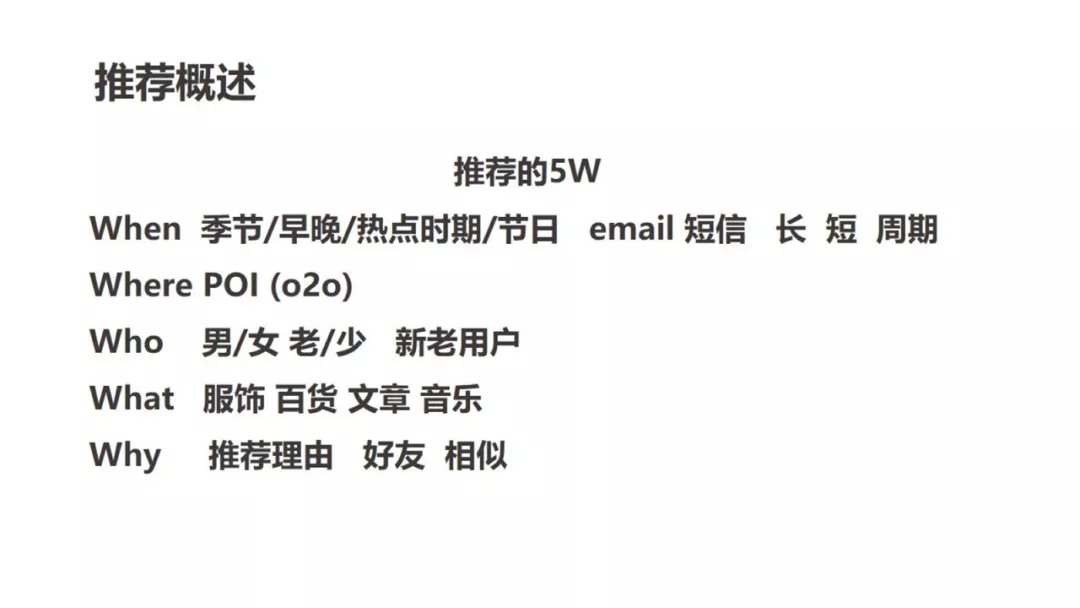 推荐概述
推荐的5W
When 季节/早晚/热点时期/节日 email 短信 长 短 周期
Where POI (o2o)
Who 男/女 老/少 新老用户
What 服饰 百货 文章 音乐
Why 推荐理由 好友 相似